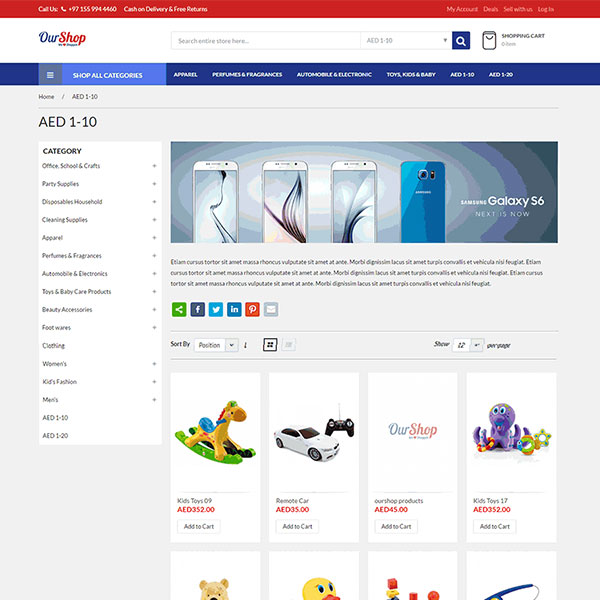 Call Us: +97 155 994 4460 Cash on Delivery & Free Returns My Account Deals Sell with us Log In
OurShop
We Shoppe
Search entire store here... AED 1-10 SHOPPING CART
0 item
SHOP ALL CATEGORIES APPAREL PERFUMES & FRAGRANCES AUTOMOBILE & ELECTRONIC TOYS, KIDS & BABY AED 1-10 AED 1-20
Home / AED 1-10
AED 1-10
CATEGORY
Office, School & Crafts +
Party Supplies +
Disposables Household +
Cleaning Supplies +
Apparel +
Perfumes & Fragrances +
Automobile & Electronics +
Toys & Baby Care Products +
Beauty Accessories +
Foot wares +
Clothing
Women's +
Kid's Fashion +
Men's +
AED 1-10
AED 1-20
SAMSUNG Galaxy S6
NEXT IS NOW
Etiam cursus tortor sit amet massa rhoncus vulputate sit amet at ante. Morbi dignissim lacus sit amet turpis convallis et vehicula nisi feugiat. Etiam
cursus tortor sit amet massa rhoncus vulputate sit amet at ante. Morbi dignissim lacus sit amet turpis convallis et vehicula nisi feugiat. Etiam cursus
tortor sit amet massa rhoncus vulputate sit amet at ante. Morbi dignissim lacus sit amet turpis convallis et vehicula nisi feugiat.
Sort By Position Show 12 per page
OurShop
Kids Toys 09
AED352.00
Add to Cart
Remote Car
AED35.00
Add to Cart
ourshop products
AED45.00
Add to Cart
Kids Toys 17
AED352.00
Add to Cart